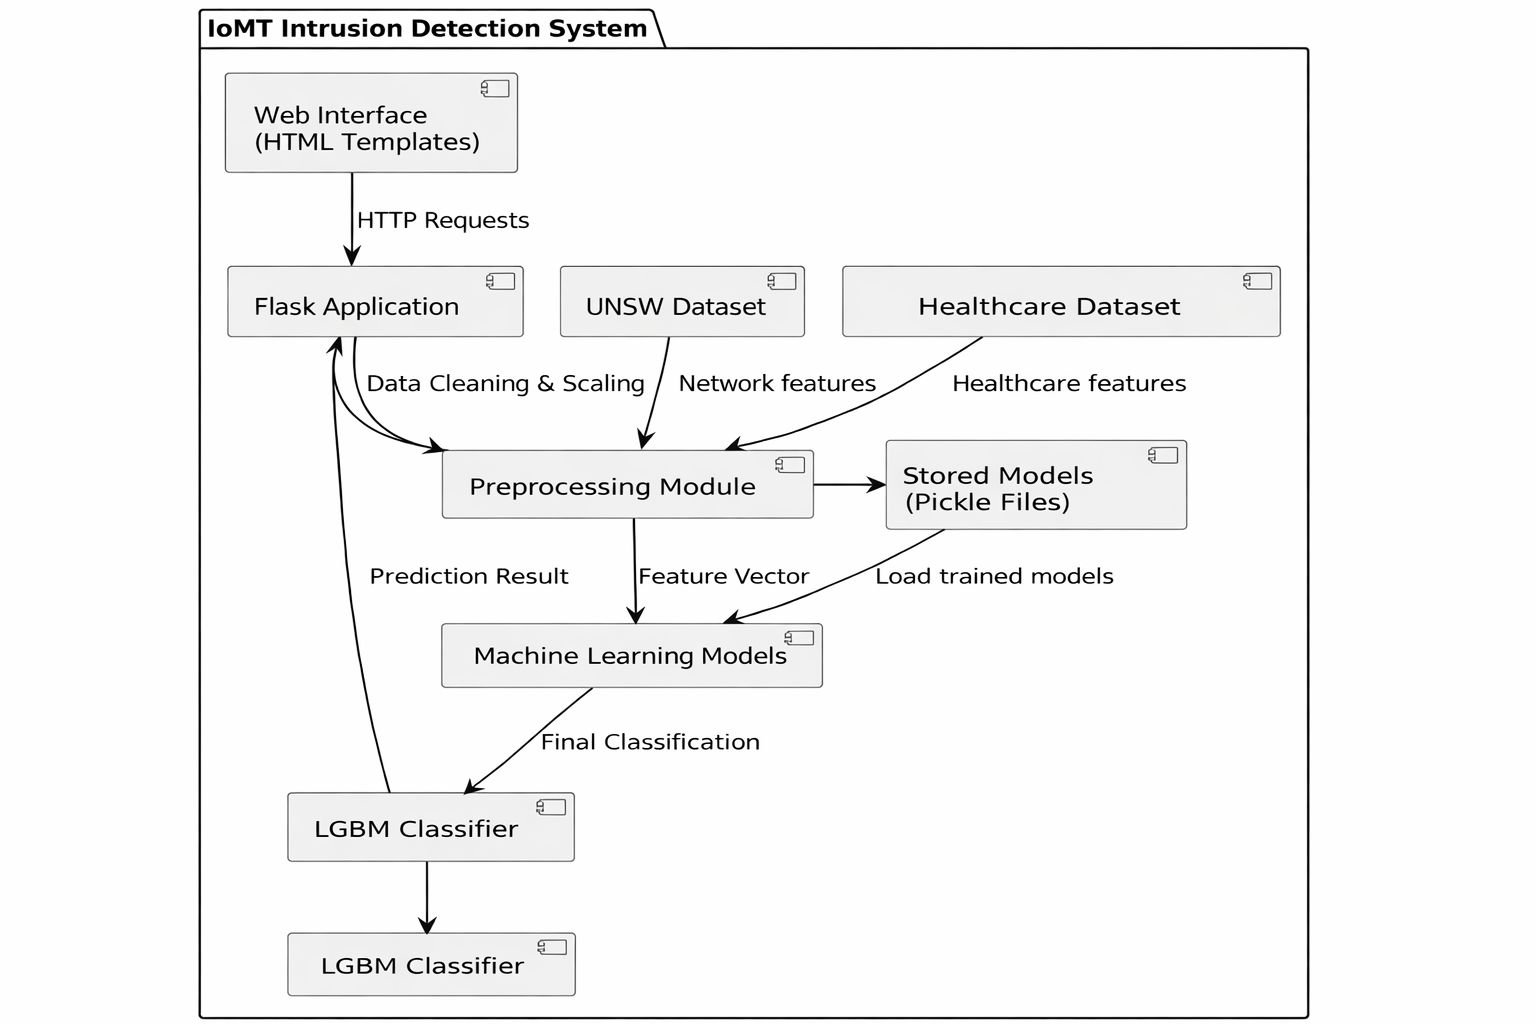 IoMT Intrusion Detection System
Web Interface
(HTML Templates)
HTTP Requests
Flask Application
UNSW Dataset
Healthcare Dataset
Data Cleaning & Scaling
Network features
Healthcare features
Preprocessing Module
Stored Models
(Pickle Files)
Prediction Result
Feature Vector
Load trained models
Machine Learning Models
Final Classification
LGBM Classifier
LGBM Classifier